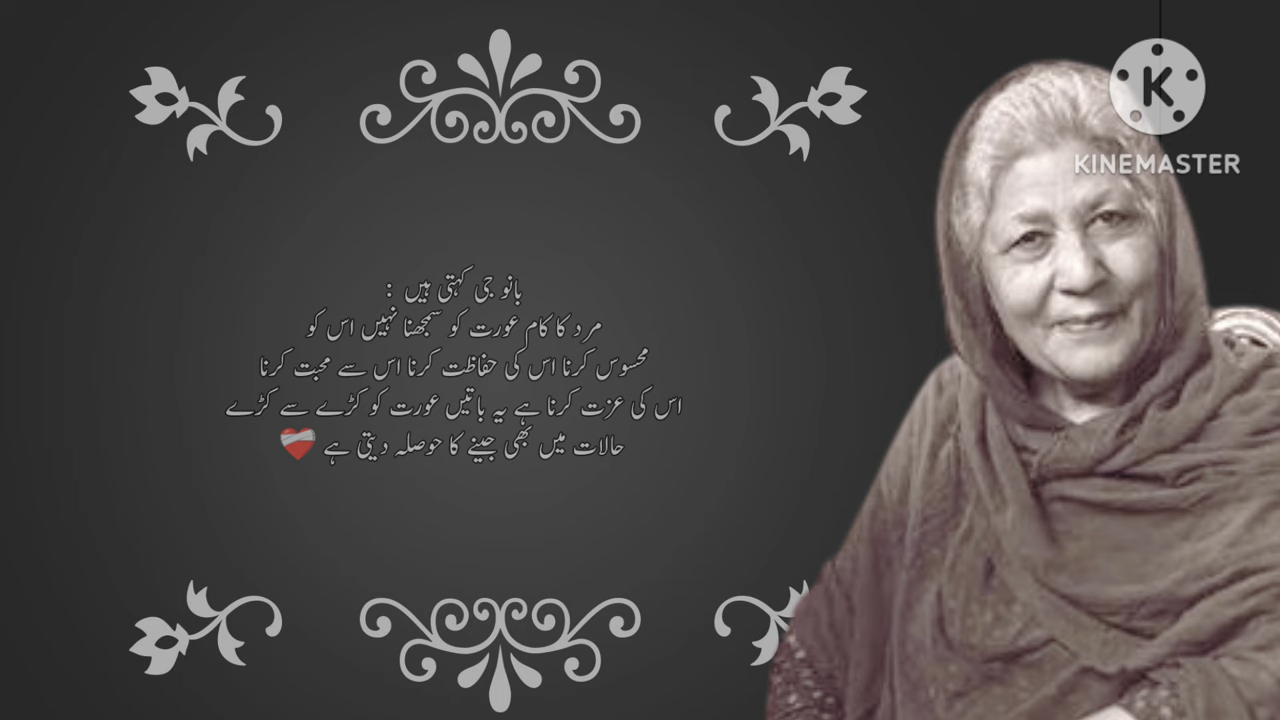 بانو جی کہتی ہیں :
مرد کا کام عورت کو سمجھنا نہیں اس کو
محسوس کرنا اس کی حفاظت کرنا اس سے محبت کرنا
اس کی عزت کرنا ہے یہ باتیں عورت کو کڑے سے کڑے
حالات میں بھی جینے کا حوصلہ دیتی ہے ❤️‍🩹
K
KINEMASTER